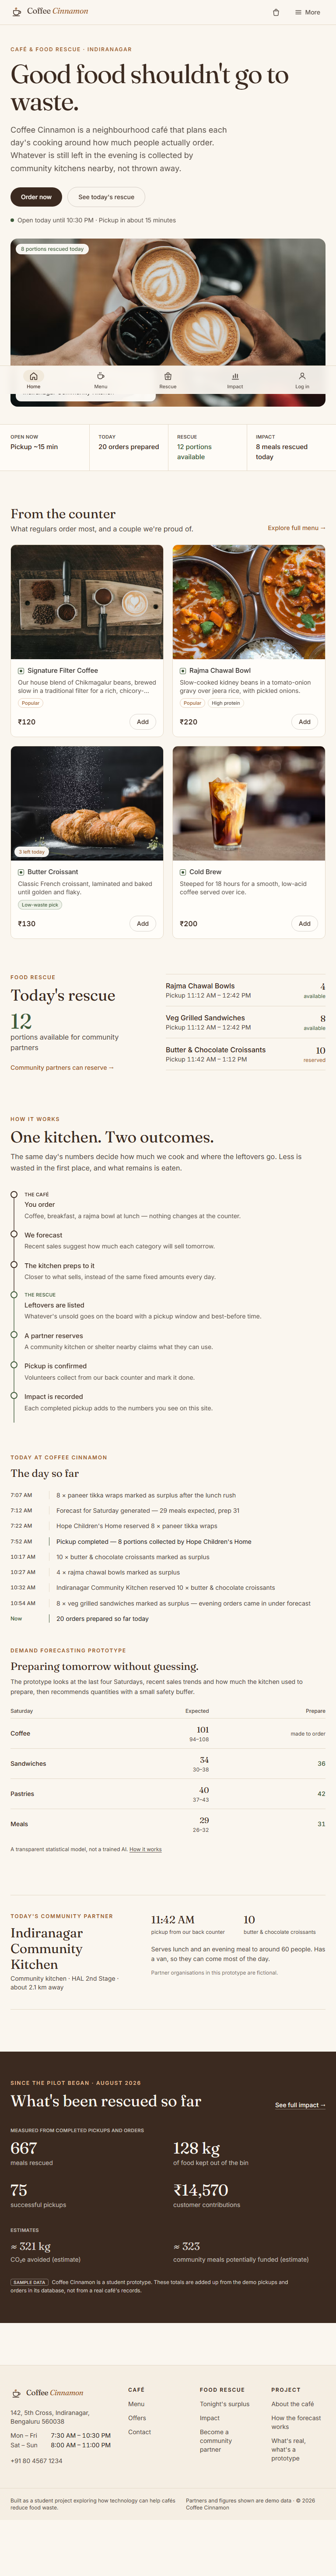 Coffee Cinnamon
More
CAFÉ & FOOD RESCUE · INDIRANAGAR
Good food shouldn't go to
waste.
Coffee Cinnamon is a neighbourhood café that plans each
day's cooking around how much people actually order.
Whatever is still left in the evening is collected by
community kitchens nearby, not thrown away.
Order now
See today's rescue
Open today until 10:30 PM · Pickup in about 15 minutes
8 portions rescued today
Home
Menu
Rescue
Impact
Log in
OPEN NOW
Pickup ~15 min
TODAY
20 orders prepared
RESCUE
12 portions
available
IMPACT
8 meals rescued
today
From the counter
What regulars order most, and a couple we're proud of.
Explore full menu →
Signature Filter Coffee
Our house blend of Chikmagalur beans, brewed
slow in a traditional filter for a rich, chicory-...
Popular
₹120
Add
Rajma Chawal Bowl
Slow-cooked kidney beans in a tomato-onion
gravy over jeera rice, with pickled onions.
Popular
High protein
₹220
Add
3 left today
Butter Croissant
Classic French croissant, laminated and baked
until golden and flaky.
Low-waste pick
₹130
Add
Cold Brew
Steeped for 18 hours for a smooth, low-acid
coffee served over ice.
₹200
Add
FOOD RESCUE
Today's rescue
12
portions available for community
partners
Community partners can reserve →
Rajma Chawal Bowls
Pickup 11:12 AM – 12:42 PM
4
available
Veg Grilled Sandwiches
Pickup 11:12 AM – 12:42 PM
8
available
Butter & Chocolate Croissants
Pickup 11:42 AM – 1:12 PM
10
reserved
HOW IT WORKS
One kitchen. Two outcomes.
The same day's numbers decide how much we cook and where the leftovers go. Less is
wasted in the first place, and what remains is eaten.
THE CAFÉ
You order
Coffee, breakfast, a rajma bowl at lunch — nothing changes at the counter.
We forecast
Recent sales suggest how much each category will sell tomorrow.
The kitchen preps to it
Closer to what sells, instead of the same fixed amounts every day.
THE RESCUE
Leftovers are listed
Whatever's unsold goes on the board with a pickup window and best-before time.
A partner reserves
A community kitchen or shelter nearby claims what they can use.
Pickup is confirmed
Volunteers collect from our back counter and mark it done.
Impact is recorded
Each completed pickup adds to the numbers you see on this site.
TODAY AT COFFEE CINNAMON
The day so far
7:07 AM
8 × paneer tikka wraps marked as surplus after the lunch rush
7:12 AM
Forecast for Saturday generated — 29 meals expected, prep 31
7:22 AM
Hope Children's Home reserved 8 × paneer tikka wraps
7:52 AM
Pickup completed — 8 portions collected by Hope Children's Home
10:17 AM
10 × butter & chocolate croissants marked as surplus
10:27 AM
4 × rajma chawal bowls marked as surplus
10:32 AM
Indiranagar Community Kitchen reserved 10 × butter & chocolate croissants
10:54 AM
8 × veg grilled sandwiches marked as surplus — evening orders came in under forecast
Now
20 orders prepared so far today
DEMAND FORECASTING PROTOTYPE
Preparing tomorrow without guessing.
The prototype looks at the last four Saturdays, recent sales trends and how much the kitchen used to
prepare, then recommends quantities with a small safety buffer.
Saturday
Expected
Prepare
Coffee
101
94–108
made to order
Sandwiches
34
30–38
36
Pastries
40
37–43
42
Meals
29
26–32
31
A transparent statistical model, not a trained AI. How it works
TODAY'S COMMUNITY PARTNER
Indiranagar
Community
Kitchen
Community kitchen · HAL 2nd Stage ·
about 2.1 km away
11:42 AM
pickup from our back counter
10
butter & chocolate croissants
Serves lunch and an evening meal to around 60 people. Has
a van, so they can come most of the day.
Partner organisations in this prototype are fictional.
SINCE THE PILOT BEGAN · AUGUST 2026
What's been rescued so far
See full impact →
MEASURED FROM COMPLETED PICKUPS AND ORDERS
667
meals rescued
128 kg
of food kept out of the bin
75
successful pickups
₹14,570
customer contributions
ESTIMATES
≈ 321 kg
CO₂e avoided (estimate)
≈ 323
community meals potentially funded (estimate)
SAMPLE DATA Coffee Cinnamon is a student prototype. These totals are added up from the demo pickups and
orders in its database, not from a real café's records.
Coffee Cinnamon
142, 5th Cross, Indiranagar,
Bengaluru 560038
Mon – Fri 7:30 AM – 10:30 PM
Sat – Sun 8:00 AM – 11:00 PM
+91 80 4567 1234
CAFÉ
Menu
Offers
Contact
FOOD RESCUE
Tonight's surplus
Impact
Become a
community
partner
PROJECT
About the café
How the forecast
works
What's real,
what's a
prototype
Built as a student project exploring how technology can help cafés
reduce food waste.
Partners and figures shown are demo data · © 2026
Coffee Cinnamon